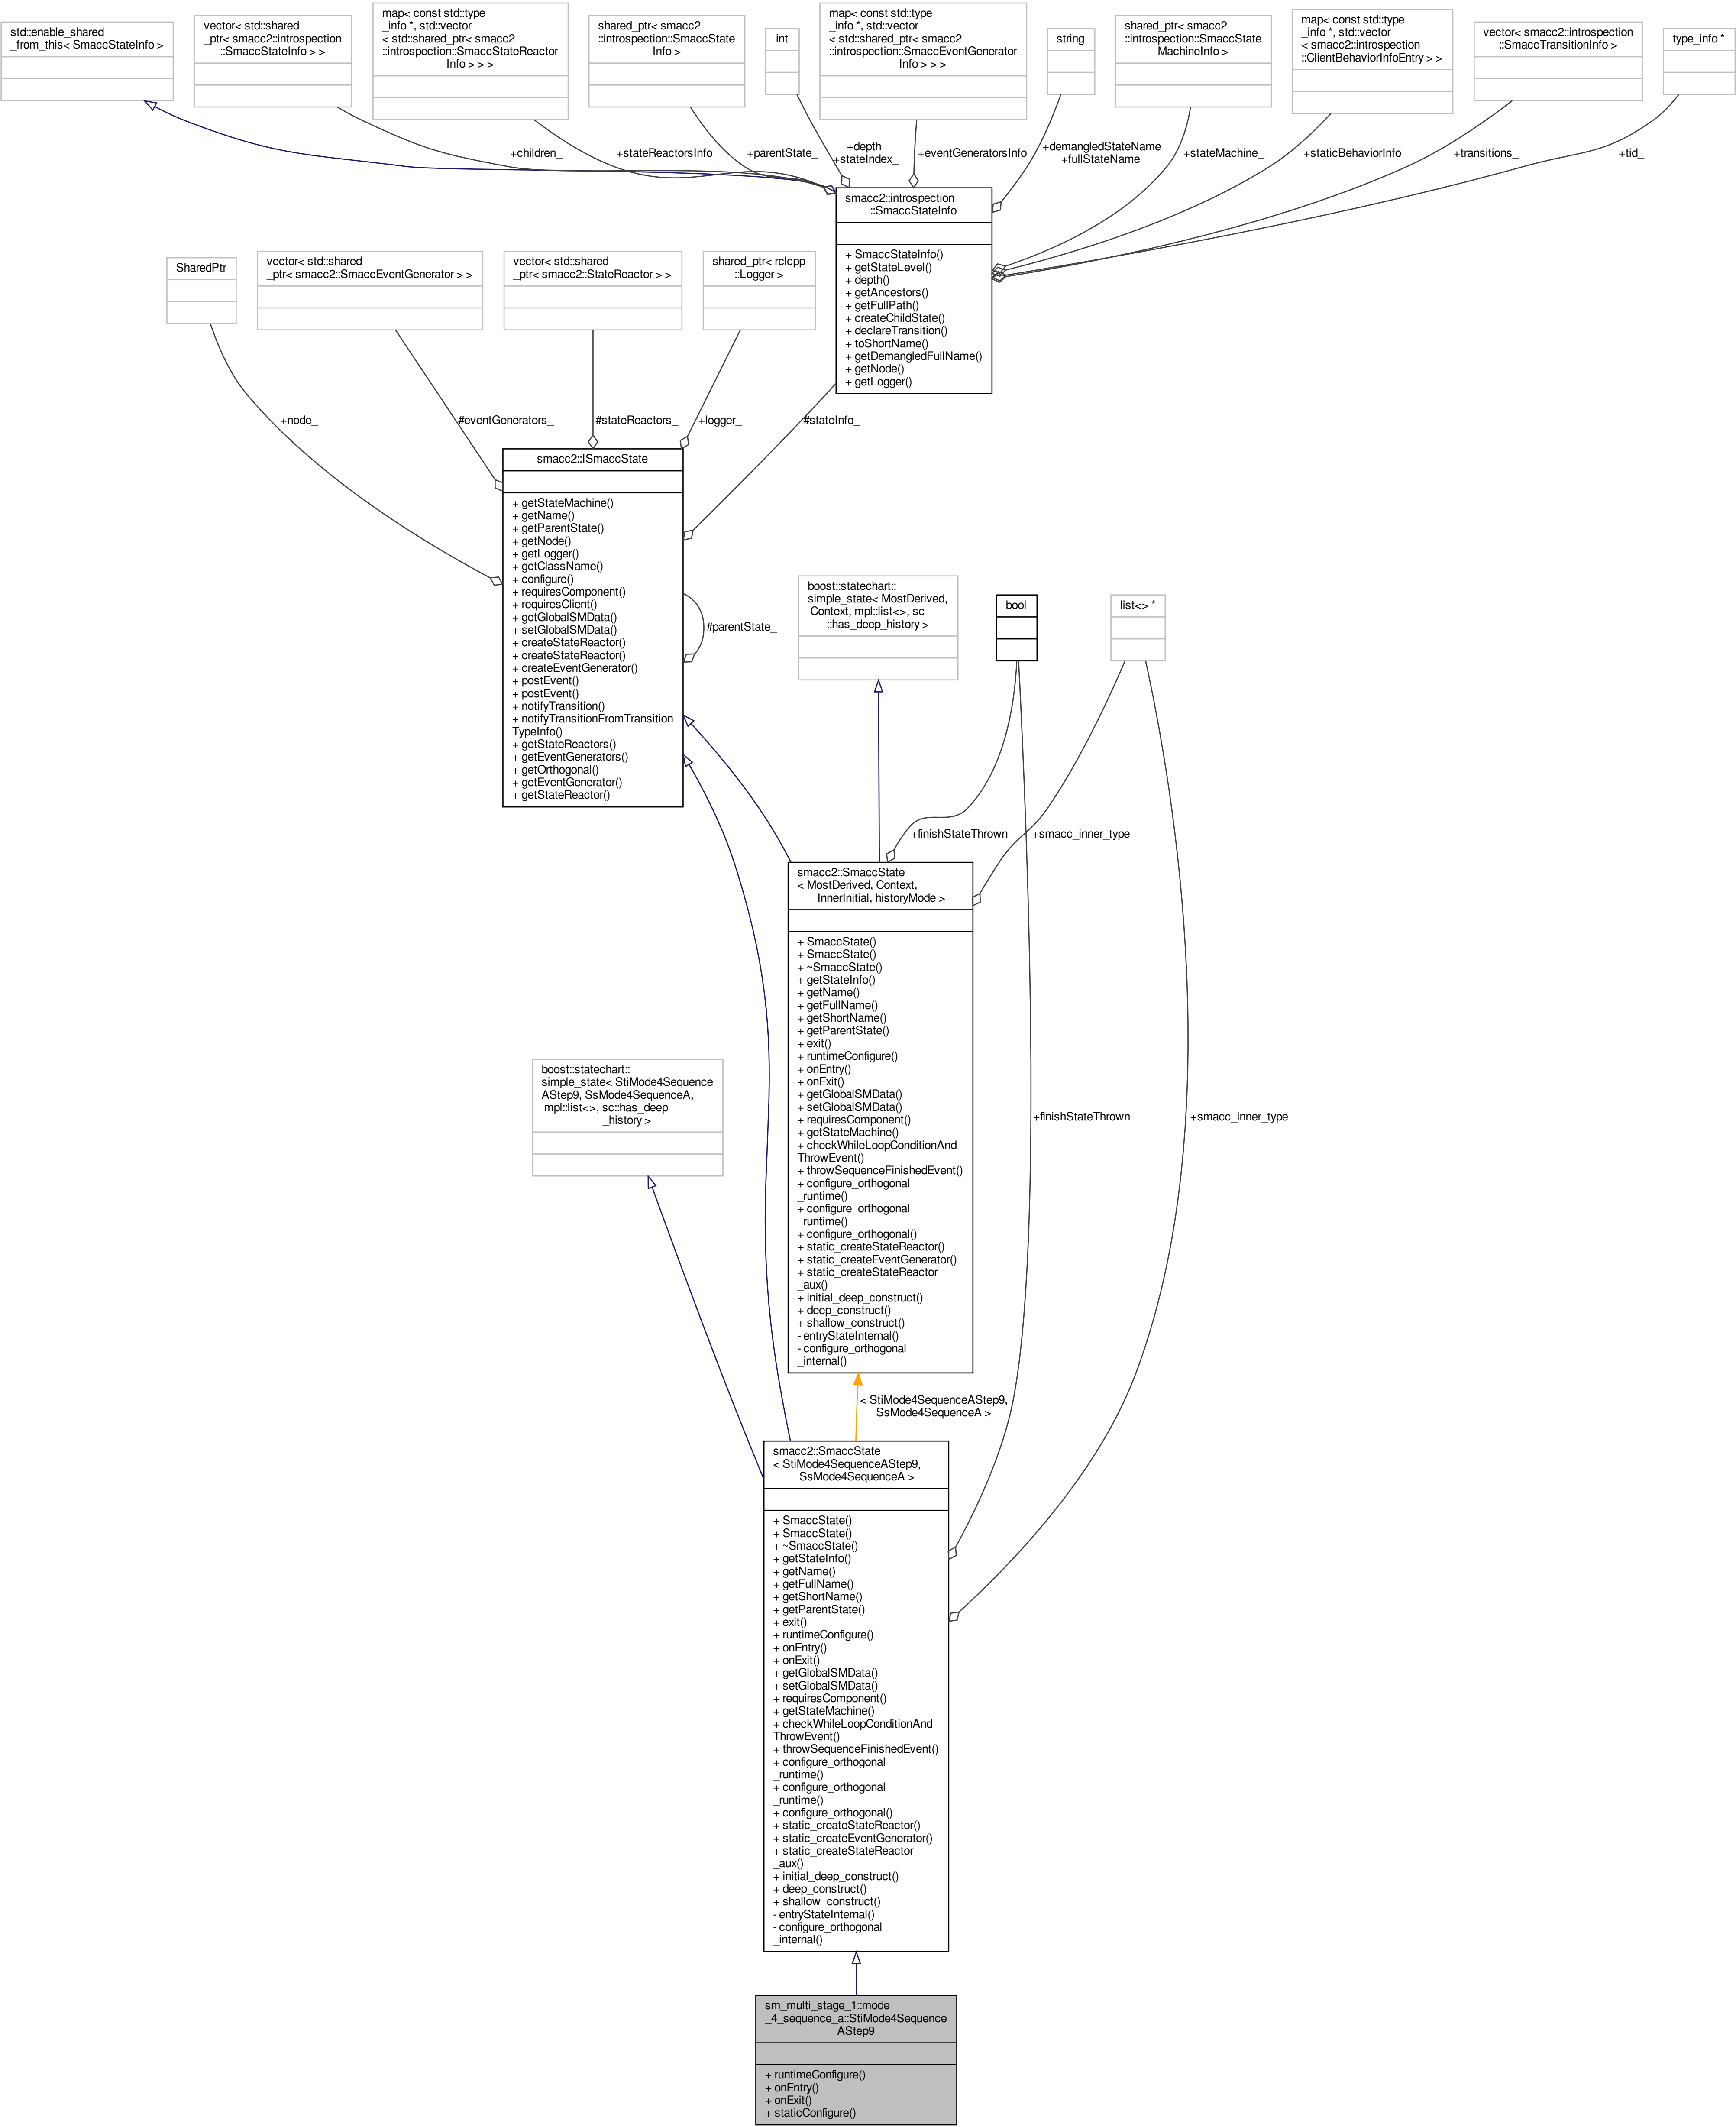 std::enable_shared
_from_this< SmaccStateInfo >
vector< std::shared
_ptr< smacc2::introspection
::SmaccStateInfo > >
map< const std::type
_info *, std::vector
< std::shared_ptr< smacc2
::introspection::SmaccStateReactor
Info > > >
shared_ptr< smacc2
::introspection::SmaccState
Info >
int
map< const std::type
_info *, std::vector
< std::shared_ptr< smacc2
::introspection::SmaccEventGenerator
Info > > >
string
shared_ptr< smacc2
::introspection::SmaccState
MachineInfo >
map< const std::type
_info *, std::vector
< smacc2::introspection
::ClientBehaviorInfoEntry > >
vector< smacc2::introspection
::SmaccTransitionInfo >
type_info *
+children_
+stateReactorsInfo
+parentState_
+depth_
+stateIndex_
+eventGeneratorsInfo
+demangledStateName
+fullStateName
+stateMachine_
+staticBehaviorInfo
+transitions_
+tid_
smacc2::introspection
::SmaccStateInfo
+ SmaccStateInfo()
+ getStateLevel()
+ depth()
+ getAncestors()
+ getFullPath()
+ createChildState()
+ declareTransition()
+ toShortName()
+ getDemangledFullName()
+ getNode()
+ getLogger()
SharedPtr
vector< std::shared
_ptr< smacc2::SmaccEventGenerator > >
vector< std::shared
_ptr< smacc2::StateReactor > >
shared_ptr< rclcpp
::Logger >
+node_
#eventGenerators_
#stateReactors_
+logger_
#stateInfo_
smacc2::ISmaccState
+ getStateMachine()
+ getName()
+ getParentState()
+ getNode()
+ getLogger()
+ getClassName()
+ configure()
+ requiresComponent()
+ requiresClient()
+ getGlobalSMData()
+ setGlobalSMData()
+ createStateReactor()
+ createStateReactor()
+ createEventGenerator()
+ postEvent()
+ postEvent()
+ notifyTransition()
+ notifyTransitionFromTransition
TypeInfo()
+ getStateReactors()
+ getEventGenerators()
+ getOrthogonal()
+ getEventGenerator()
+ getStateReactor()
#parentState_
boost::statechart::
simple_state< MostDerived,
Context, mpl::list<>, sc
::has_deep_history >
bool
list<> *
+finishStateThrown
+smacc_inner_type
smacc2::SmaccState
< MostDerived, Context,
InnerInitial, historyMode >
+ SmaccState()
+ SmaccState()
+ ~SmaccState()
+ getStateInfo()
+ getName()
+ getFullName()
+ getShortName()
+ getParentState()
+ exit()
+ runtimeConfigure()
+ onEntry()
+ onExit()
+ getGlobalSMData()
+ setGlobalSMData()
+ requiresComponent()
+ getStateMachine()
+ checkWhileLoopConditionAnd
ThrowEvent()
+ throwSequenceFinishedEvent()
+ configure_orthogonal
_runtime()
+ configure_orthogonal
_runtime()
+ configure_orthogonal()
+ static_createStateReactor()
+ static_createEventGenerator()
+ static_createStateReactor
_aux()
+ initial_deep_construct()
+ deep_construct()
+ shallow_construct()
- entryStateInternal()
- configure_orthogonal
_internal()
boost::statechart::
simple_state< StiMode4Sequence
AStep9, SsMode4SequenceA,
mpl::list<>, sc::has_deep
_history >
+finishStateThrown
+smacc_inner_type
< StiMode4SequenceAStep9,
SsMode4SequenceA >
smacc2::SmaccState
< StiMode4SequenceAStep9,
SsMode4SequenceA >
+ SmaccState()
+ SmaccState()
+ ~SmaccState()
+ getStateInfo()
+ getName()
+ getFullName()
+ getShortName()
+ getParentState()
+ exit()
+ runtimeConfigure()
+ onEntry()
+ onExit()
+ getGlobalSMData()
+ setGlobalSMData()
+ requiresComponent()
+ getStateMachine()
+ checkWhileLoopConditionAnd
ThrowEvent()
+ throwSequenceFinishedEvent()
+ configure_orthogonal
_runtime()
+ configure_orthogonal
_runtime()
+ configure_orthogonal()
+ static_createStateReactor()
+ static_createEventGenerator()
+ static_createStateReactor
_aux()
+ initial_deep_construct()
+ deep_construct()
+ shallow_construct()
- entryStateInternal()
- configure_orthogonal
_internal()
sm_multi_stage_1::mode
_4_sequence_a::StiMode4Sequence
AStep9
+ runtimeConfigure()
+ onEntry()
+ onExit()
+ staticConfigure()